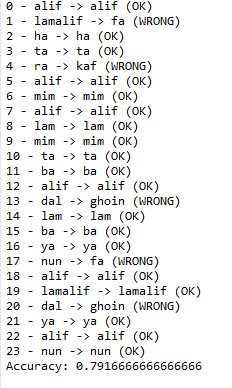 0 - alif -> alif (OK)
1 - lamalif -> fa (WRONG)
2 - ha -> ha (OK)
3 - ta -> ta (OK)
4 - ra -> kaf (WRONG)
5 - alif -> alif (OK)
6 - mim -> mim (OK)
7 - alif -> alif (OK)
8 - lam -> lam (OK)
9 - mim -> mim (OK)
10 - ta -> ta (OK)
11 - ba -> ba (OK)
12 - alif -> alif (OK)
13 - dal -> ghoin (WRONG)
14 - lam -> lam (OK)
15 - ba -> ba (OK)
16 - ya -> ya (OK)
17 - nun -> fa (WRONG)
18 - alif -> alif (OK)
19 - lamalif -> lamalif (OK)
20 - dal -> ghoin (WRONG)
21 - ya -> ya (OK)
22 - alif -> alif (OK)
23 - nun -> nun (OK)
Accuracy: 0.7916666666666666